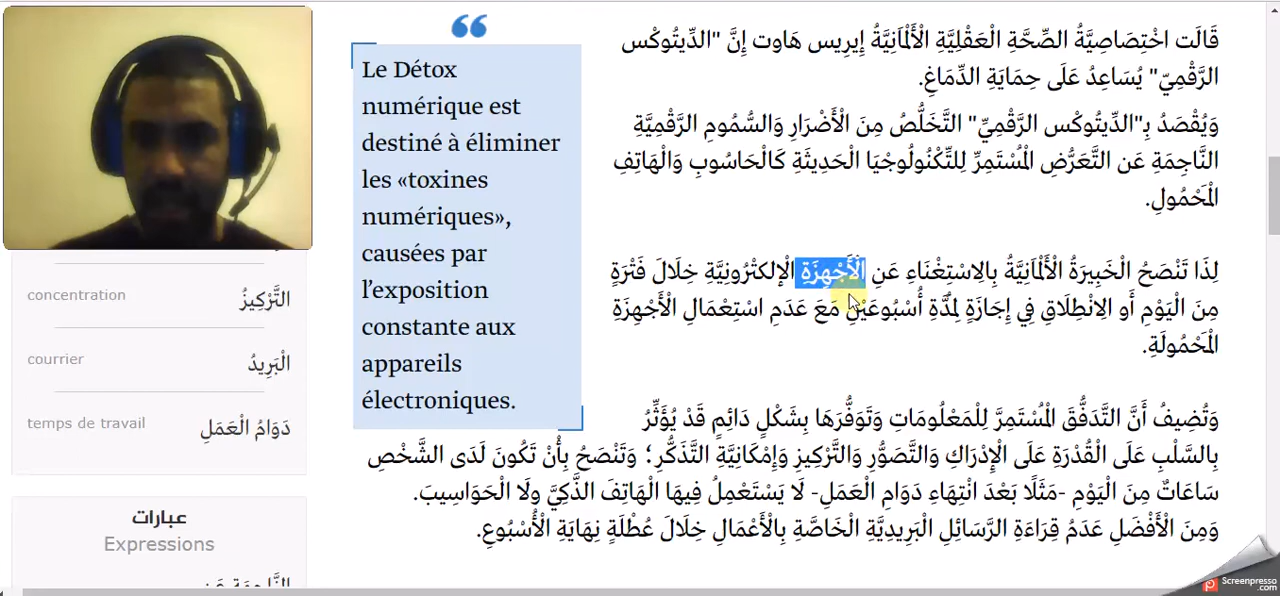 قَالَت اخْتِصَاصِيَّةُ الصِّحَّةِ الْعَقْلِيَّةِ الْأَلْمَانِيَّةُ إِيرِيس هَاوت إِنَّ "الدِّيتُوكْس
الرَّقْمِيّ" يُسَاعِدُ عَلَى حِمَايَةِ الدِّمَاغِ.
وَيُقْصَدُ بِـ"الدِّيتُوكْس الرَّقْمِيِّ" التَّخَلُّصُ مِنَ الْأَضْرَارِ وَالسُّمُومِ الرَّقْمِيَّةِ
النَّاجِمَةِ عَن التَّعَرُّضِ الْمُسْتَمِرِّ لِلتِّكْنُولُوجْيَا الْحَدِيثَةِ كَالْحَاسُوبِ وَالْهَاتِفِ
الْمَحْمُولِ.
لِذَا تَنْصَحُ الْخَبِيرَةُ الْأَلْمَانِيَّةُ بِالِاسْتِغْنَاءِ عَنِ الْأَجْهِزَةِ الْإِلكتْرُونِيَّةِ خِلَالَ فَتْرَةٍ
مِنَ الْيَوْمِ أَو الِانْطِلَاقِ فِي إِجَازَةٍ لِمُدَّةِ أُسْبُوعَيْنِ مَعَ عَدَمِ اسْتِعْمَالِ الْأَجْهِزَةِ
الْمَحْمُولَةِ.
وَتُضِيفُ أَنَّ التَّدَفُّقَ الْمُسْتَمِرَّ لِلْمَعْلُومَاتِ وَتَوَفُّرَهَا بِشَكْلٍ دَائِمٍ قَدْ يُؤَثِّرُ
بِالسَّلْبِ عَلَى الْقُدْرَةِ عَلَى الْإِدْرَاكِ وَالتَّصَوُّرِ وَالتَّرْكِيزِ وَإِمْكَانِيَّةِ التَّذَكُّرِ؛ وَتَنْصَحُ بِأَنْ تَكُونَ لَدَى الشَّخْصِ
سَاعَاتٌ مِنَ الْيَوْمِ -مَثَلًا بَعْدَ انْتِهَاءِ دَوَامِ الْعَمَلِ- لَا يَسْتَعْمِلُ فِيهَا الْهَاتِفَ الذَّكِيَّ ولَا الْحَوَاسِيبَ.
وَمِنَ الْأَفْضَلِ عَدَمُ قِرَاءَةِ الرَّسَائِلِ الْبَرِيدِيَّةِ الْخَاصَّةِ بِالْأَعْمَالِ خِلَالَ عُطْلَةِ نِهَايَةِ الْأُسْبُوعِ.
“
Le Détox
numérique est
destiné à éliminer
les «toxines
numériques»,
causées par
l’exposition
constante aux
appareils
électroniques.
التَّرْكِيزُ concentration
الْبَرِيدُ courrier
دَوَامُ الْعَمَلِ temps de travail
عبارات
Expressions
Screenpresso
.com